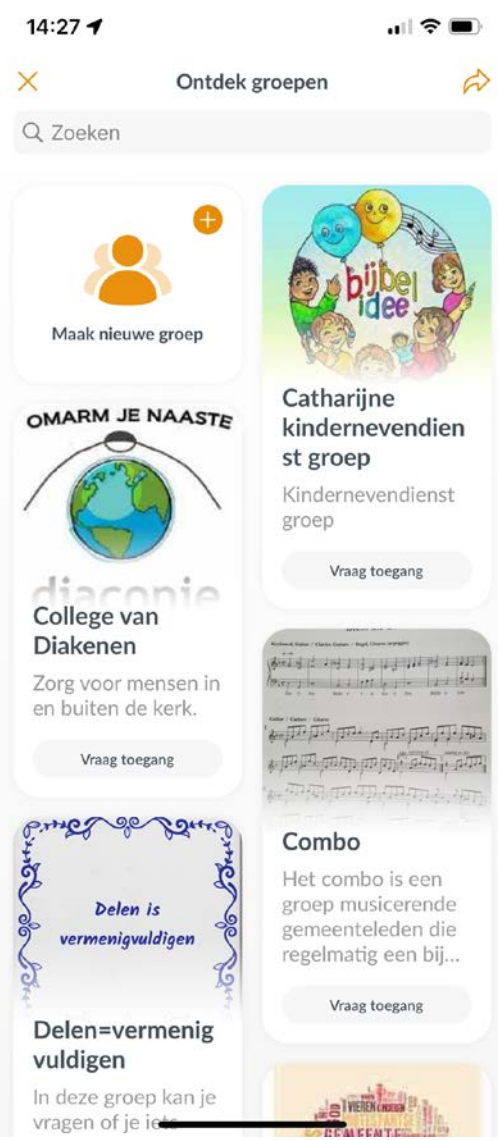 14:27
Ontdek groepen
Zoeken
Maak nieuwe groep
bijbel
idee
Catharijne
kindernevendien
st groep
Kindernevendienst
groep
Vraag toegang
OMARM JE NAASTE
diaconie
College van
Diakenen
Zorg voor mensen in
en buiten de kerk.
Vraag toegang
Combo
Het combo is een
groep musicerende
gemeenteleden die
regelmatig een bij...
Vraag toegang
Delen is
vermenigvuldigen
Delen=vermenig
vuldigen
In deze groep kan je
vragen of je iets
VIEREN
GEMEENTE